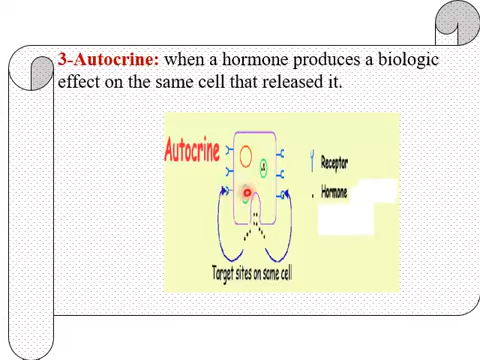 3-Autocrine: when a hormone produces a biologic
effect on the same cell that released it.
Autocrine
Receptor
Hormone
Target sites on same cell